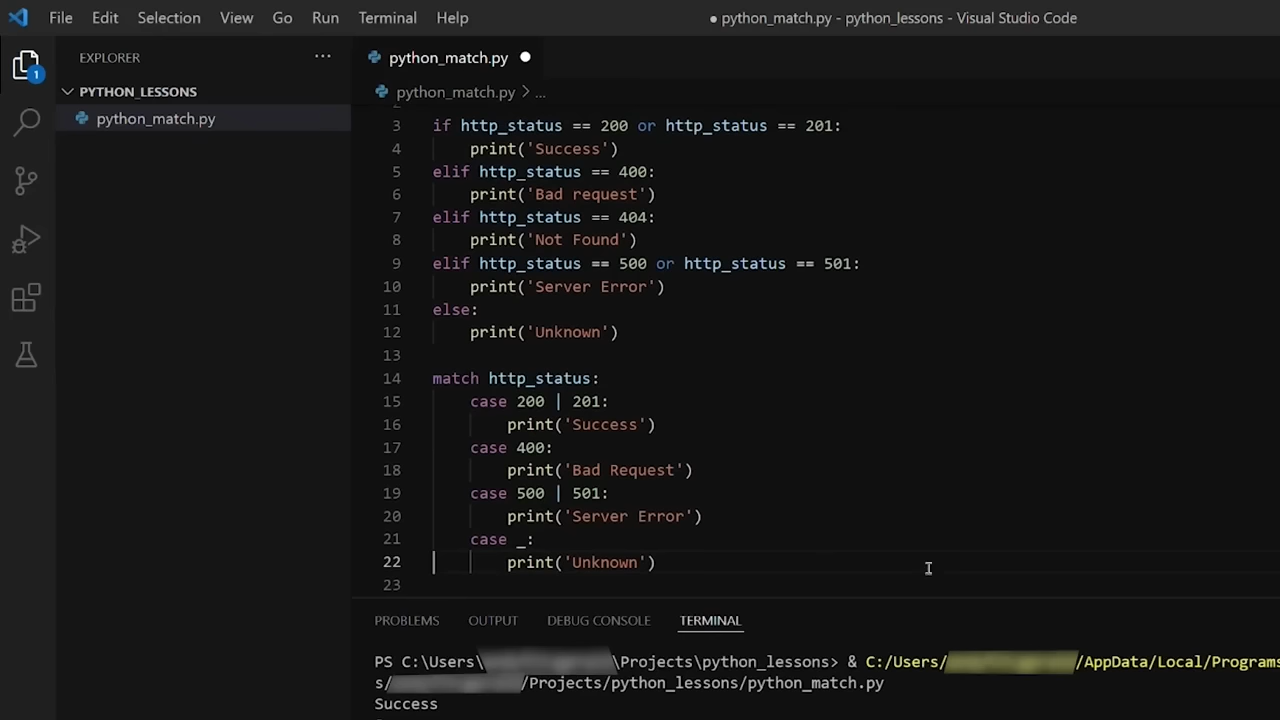 File Edit Selection View Go Run Terminal Help ● python_match.py - python_lessons - Visual Studio Code
EXPLORER ···
python_match.py ●
1
PYTHON_LESSONS
python_match.py > ...
python_match.py
3 if http_status == 200 or http_status == 201:
4 print('Success')
5 elif http_status == 400:
6 print('Bad request')
7 elif http_status == 404:
8 print('Not Found')
9 elif http_status == 500 or http_status == 501:
10 print('Server Error')
11 else:
12 print('Unknown')
13
14 match http_status:
15 case 200 | 201:
16 print('Success')
17 case 400:
18 print('Bad Request')
19 case 500 | 501:
20 print('Server Error')
21 case _:
22 print('Unknown')
23
PROBLEMS OUTPUT DEBUG CONSOLE TERMINAL
PS C:\Users\ \Projects\python_lessons> & C:/Users/ /AppData/Local/Programs
s/ /Projects/python_lessons/python_match.py
Success